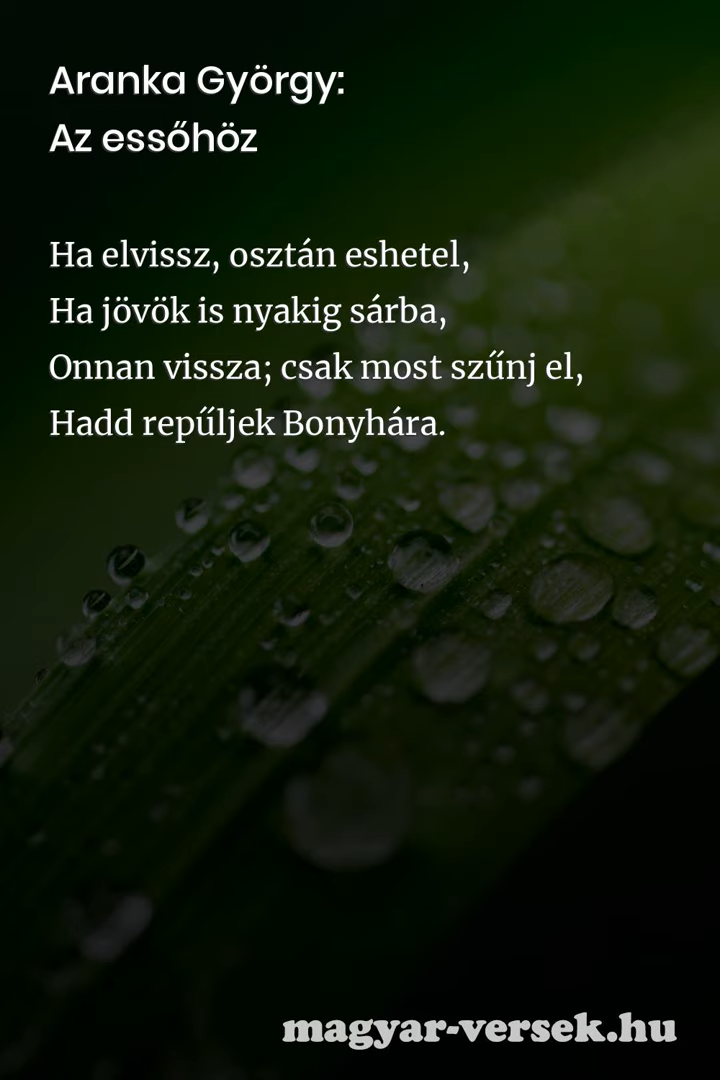 Aranka György:
Az essőhöz
Ha elvissz, osztán eshetel,
Ha jövök is nyakig sárba,
Onnan vissza; csak most szűnj el,
Hadd repűljek Bonyhára.
magyar-versek.hu